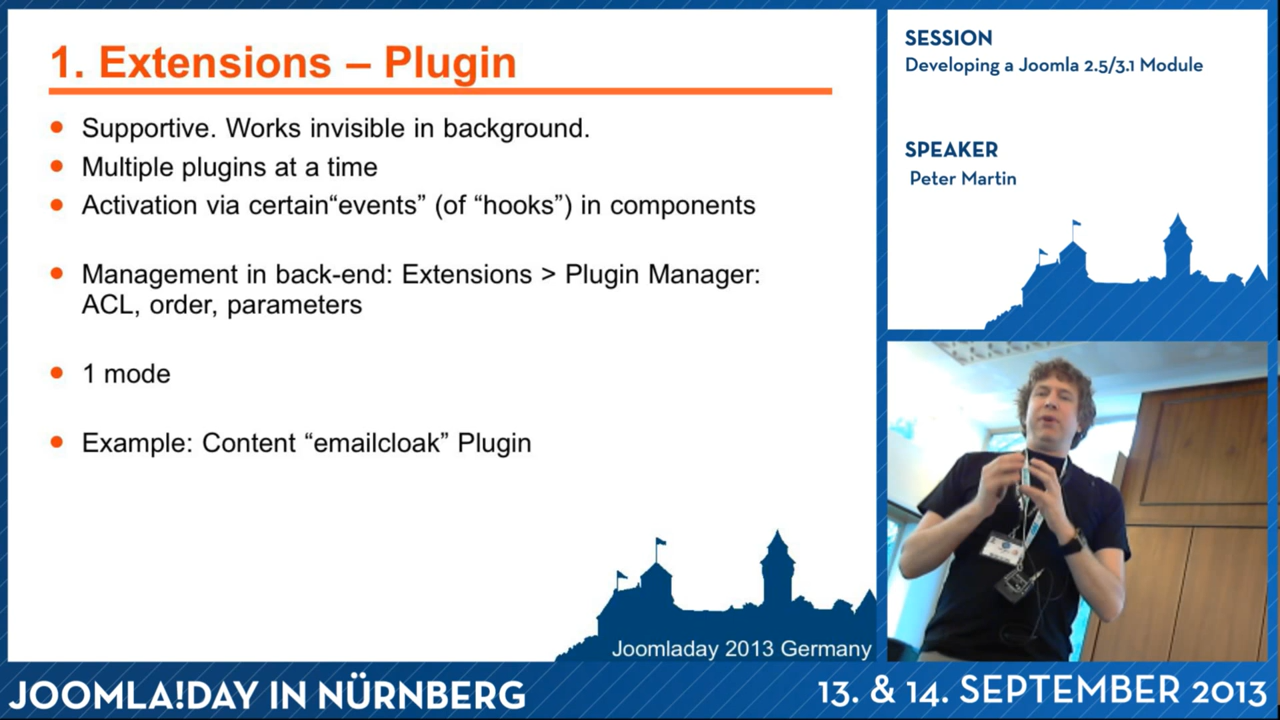 1. Extensions – Plugin
Supportive. Works invisible in background.
Multiple plugins at a time
Activation via certain“events” (of “hooks”) in components
Management in back-end: Extensions > Plugin Manager:
ACL, order, parameters
1 mode
Example: Content “emailcloak” Plugin
Joomladay 2013 Germany
SESSION
Developing a Joomla 2.5/3.1 Module
SPEAKER
Peter Martin
JOOMLA!DAY IN NÜRNBERG
13. & 14. SEPTEMBER 2013